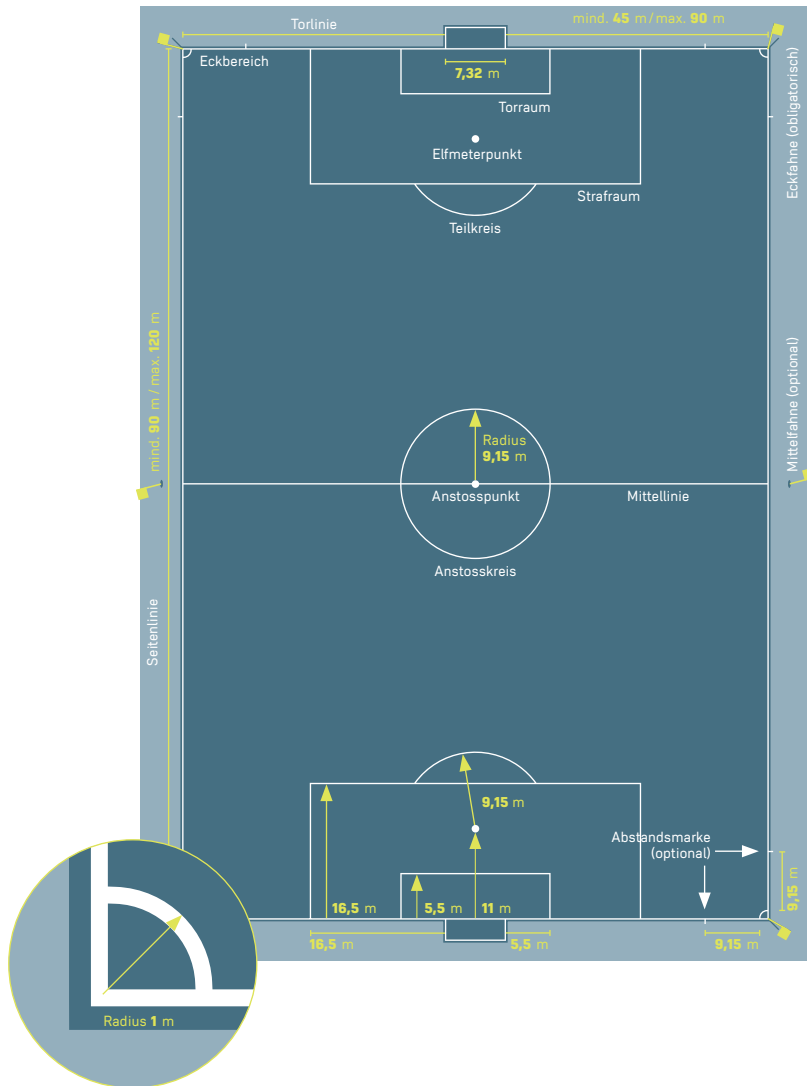 Torlinie
mind. 45 m/max. 90 m
Eckbereich
7,32 m
Torraum
Elfmeterpunkt
Strafraum
Teilkreis
Eckfahne (obligatorisch)
mind. 90 m / max. 120 m
Mittelfahne (optional)
Radius
9,15 m
Anstosspunkt
Mittellinie
Anstosskreis
Seitenlinie
9,15 m
Abstandsmarke
(optional)
9,15 m
16,5 m
5,5 m
11 m
16,5 m
5,5 m
9,15 m
Radius 1 m